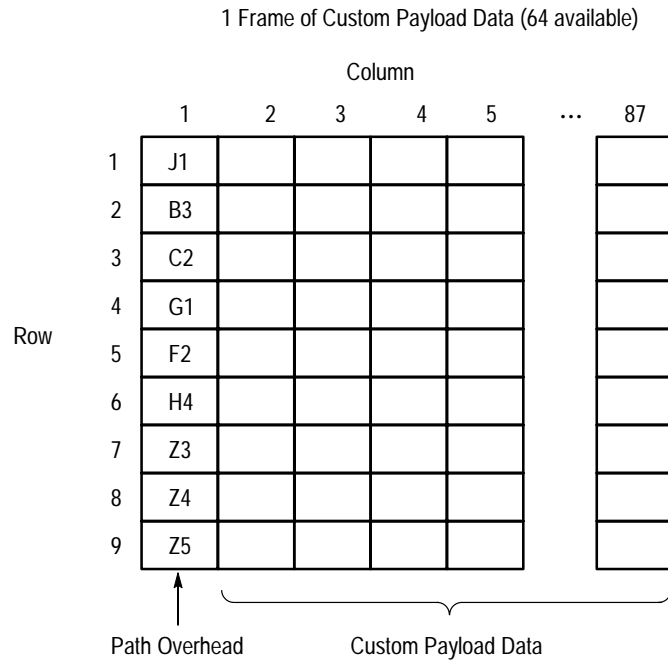 1 Frame of Custom Payload Data (64 available)
Column
1 2 3 4 5 ... 87
1 J1
2 B3
3 C2
4 G1
Row
5 F2
6 H4
7 Z3
8 Z4
9 Z5
Path Overhead Custom Payload Data